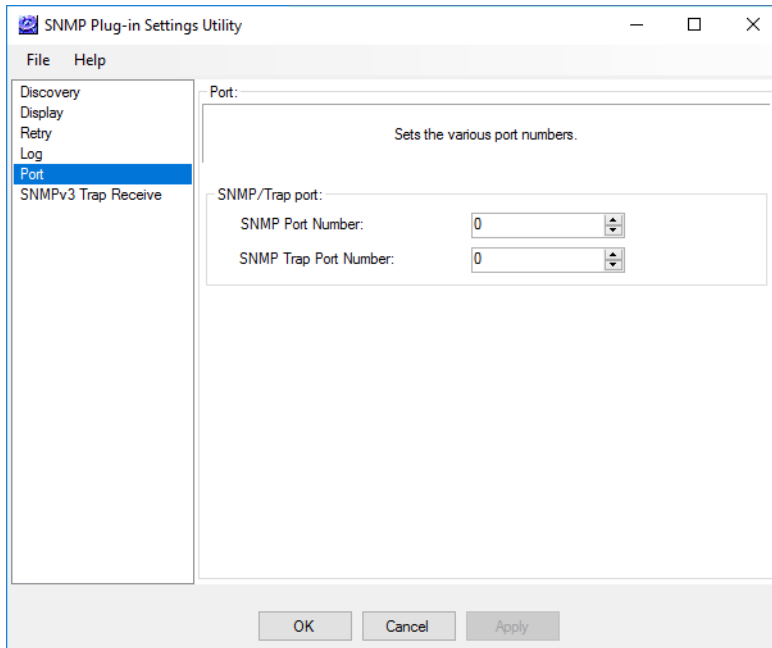 SNMP Plug-in Settings Utility
File Help
Discovery
Display
Retry
Log
Port
SNMPv3 Trap Receive
Port:
Sets the various port numbers.
SNMP/Trap port:
SNMP Port Number: 0
SNMP Trap Port Number: 0
OK Cancel Apply